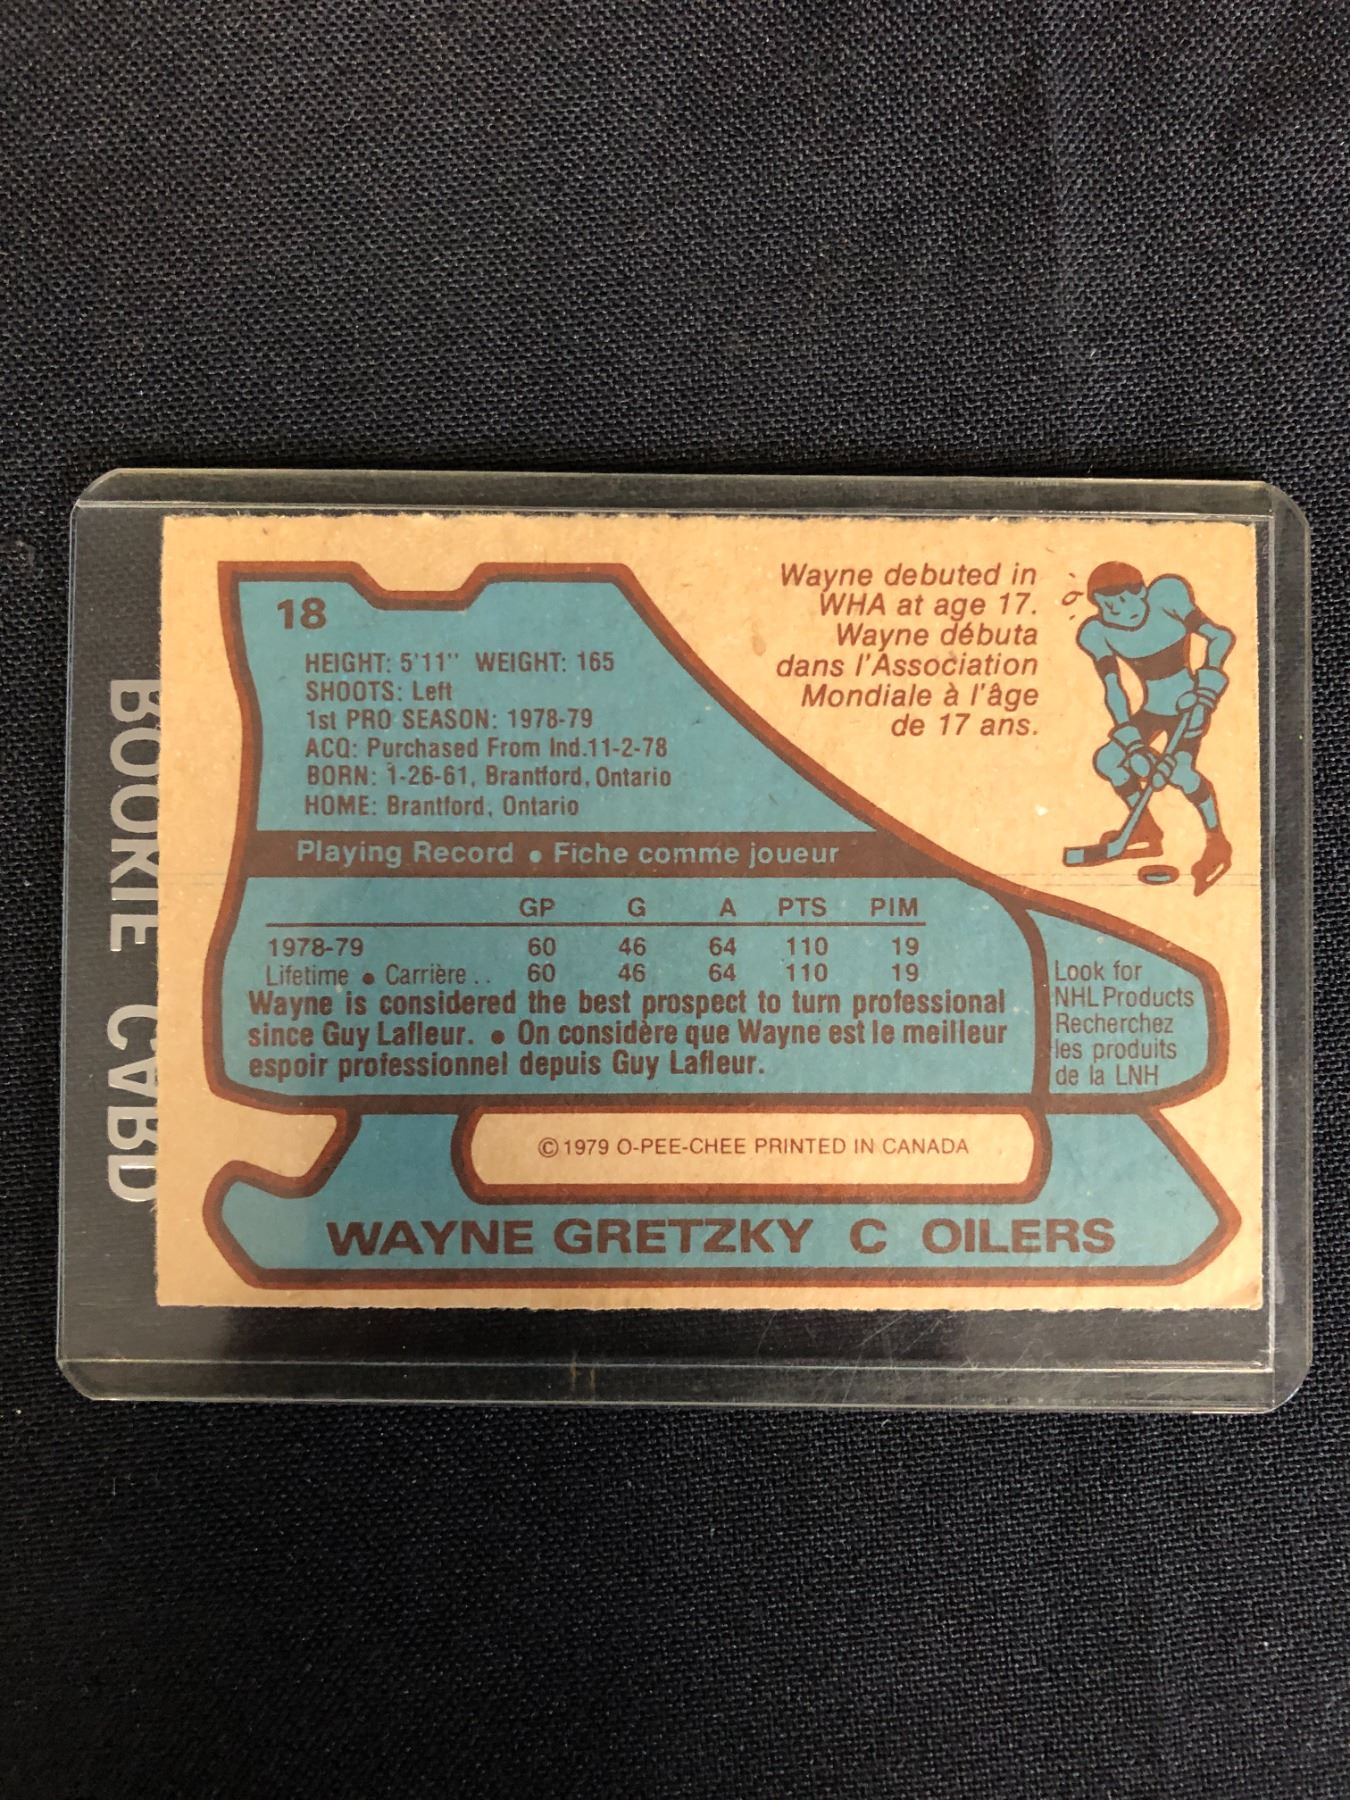 18
HEIGHT: 5'11" WEIGHT: 165
SHOOTS: Left
1st PRO SEASON: 1978-79
ACQ: Purchased From Ind.11-2-78
BORN: 1-26-61, Brantford, Ontario
HOME: Brantford, Ontario
Wayne debuted in
WHA at age 17.
Wayne débuta
dans l'Association
Mondiale à l'âge
de 17 ans.
Playing Record • Fiche comme joueur
GP G A PTS PIM
1978-79 60 46 64 110 19
Lifetime • Carrière .. 60 46 64 110 19
Wayne is considered the best prospect to turn professional
since Guy Lafleur. • On considère que Wayne est le meilleur
espoir professionnel depuis Guy Lafleur.
Look for
NHL Products
Recherchez
les produits
de la LNH
© 1979 O-PEE-CHEE PRINTED IN CANADA
WAYNE GRETZKY C OILERS
CARD